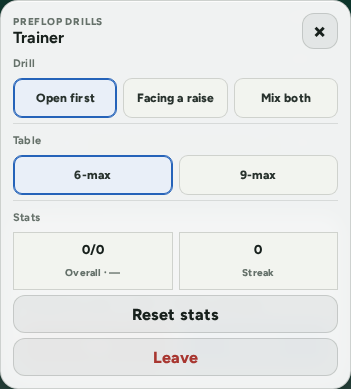 PREFLOP DRILLS
Trainer
×
Drill
Open first
Facing a raise
Mix both
Table
6-max
9-max
Stats
0/0
0
Overall · —
Streak
Reset stats
Leave